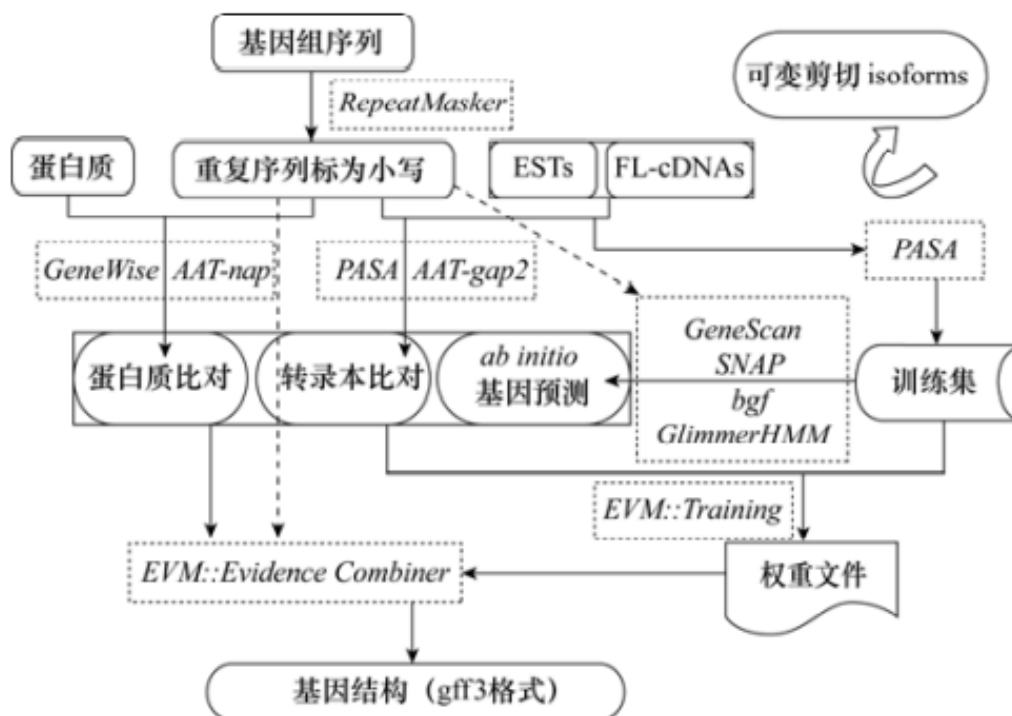 基因组序列
可变剪切 isoforms
RepeatMasker
蛋白质
重复序列标为小写
ESTs
FL-cDNAs
GeneWise
AAT-nap
PASA
AAT-gap2
PASA
GeneScan
SNAP
bgf
GlimmerHMM
蛋白质比对
转录本比对
ab initio
基因预测
训练集
EVM::Training
EVM::Evidence Combiner
权重文件
基因结构（gff3格式）